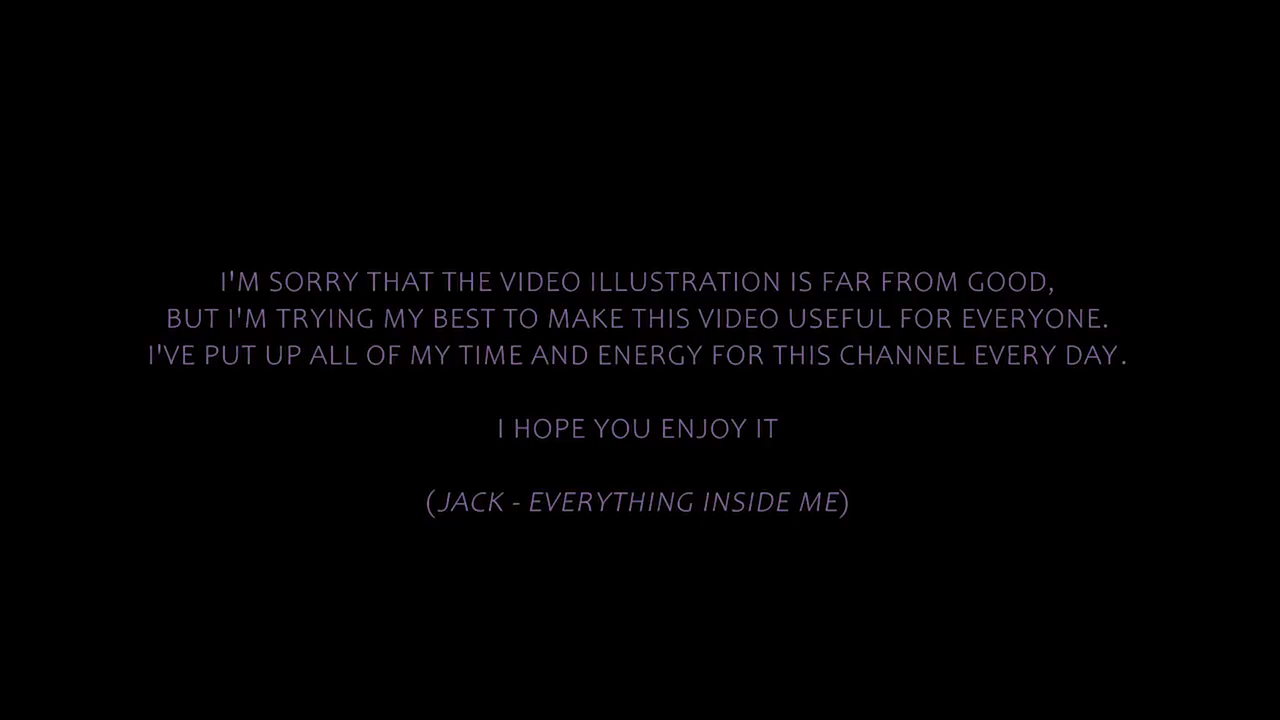 I'M SORRY THAT THE VIDEO ILLUSTRATION IS FAR FROM GOOD,
BUT I'M TRYING MY BEST TO MAKE THIS VIDEO USEFUL FOR EVERYONE.
I'VE PUT UP ALL OF MY TIME AND ENERGY FOR THIS CHANNEL EVERY DAY.
I HOPE YOU ENJOY IT
(JACK - EVERYTHING INSIDE ME)